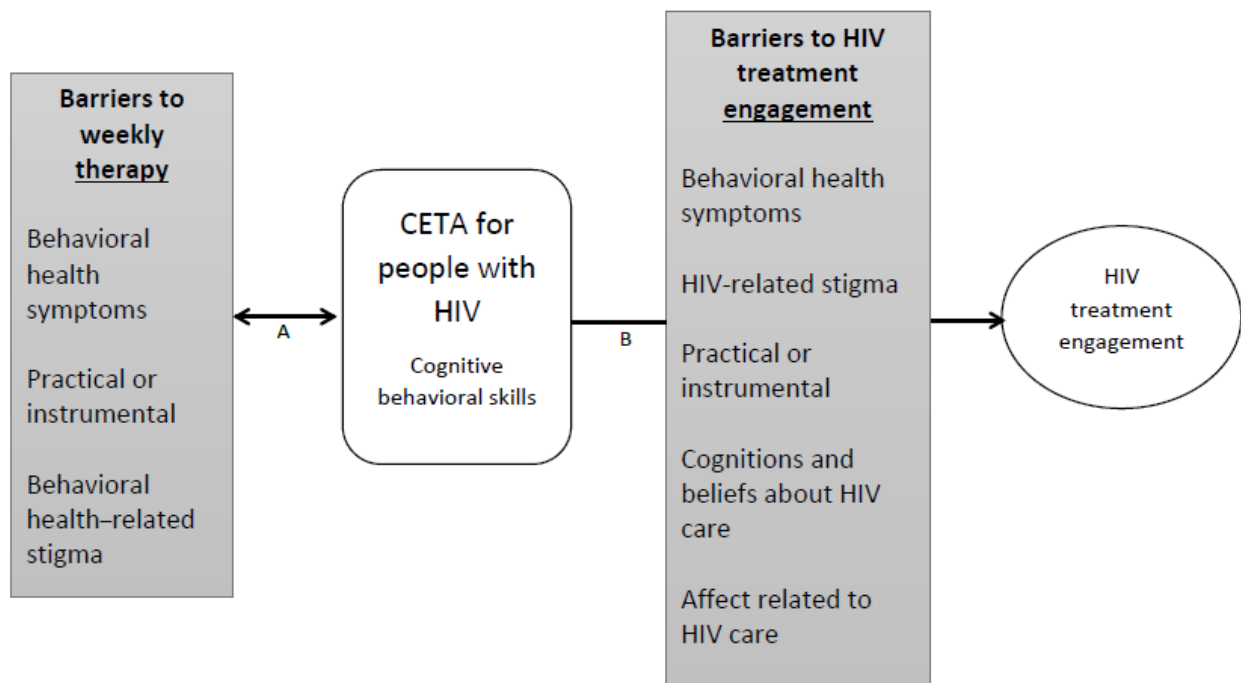 Barriers to
weekly
therapy
Behavioral
health
symptoms
Practical or
instrumental
Behavioral
health–related
stigma
A
CETA for
people with
HIV
Cognitive
behavioral skills
B
Barriers to HIV
treatment
engagement
Behavioral health
symptoms
HIV-related stigma
Practical or
instrumental
Cognitions and
beliefs about HIV
care
Affect related to
HIV care
HIV
treatment
engagement